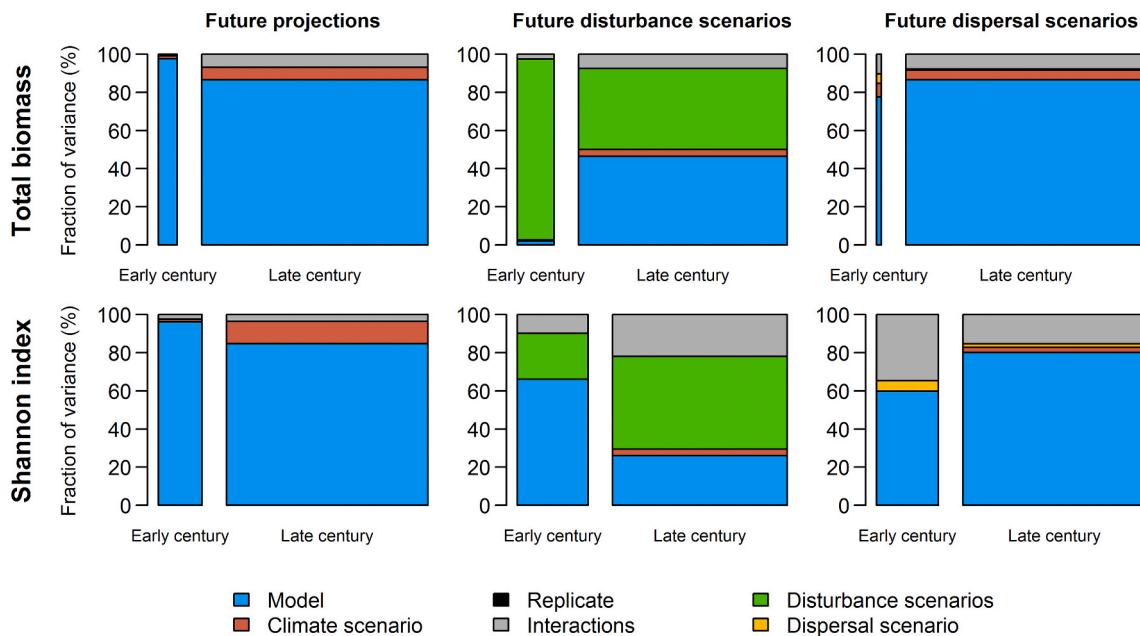 Future projections
Future disturbance scenarios
Future dispersal scenarios
Total biomass
Fraction of variance (%)
100
80
60
40
20
0
Early century
Late century
100
80
60
40
20
0
Early century
Late century
100
80
60
40
20
0
Early century
Late century
Shannon index
Fraction of variance (%)
100
80
60
40
20
0
Early century
Late century
100
80
60
40
20
0
Early century
Late century
100
80
60
40
20
0
Early century
Late century
Model
Replicate
Disturbance scenarios
Climate scenario
Interactions
Dispersal scenario